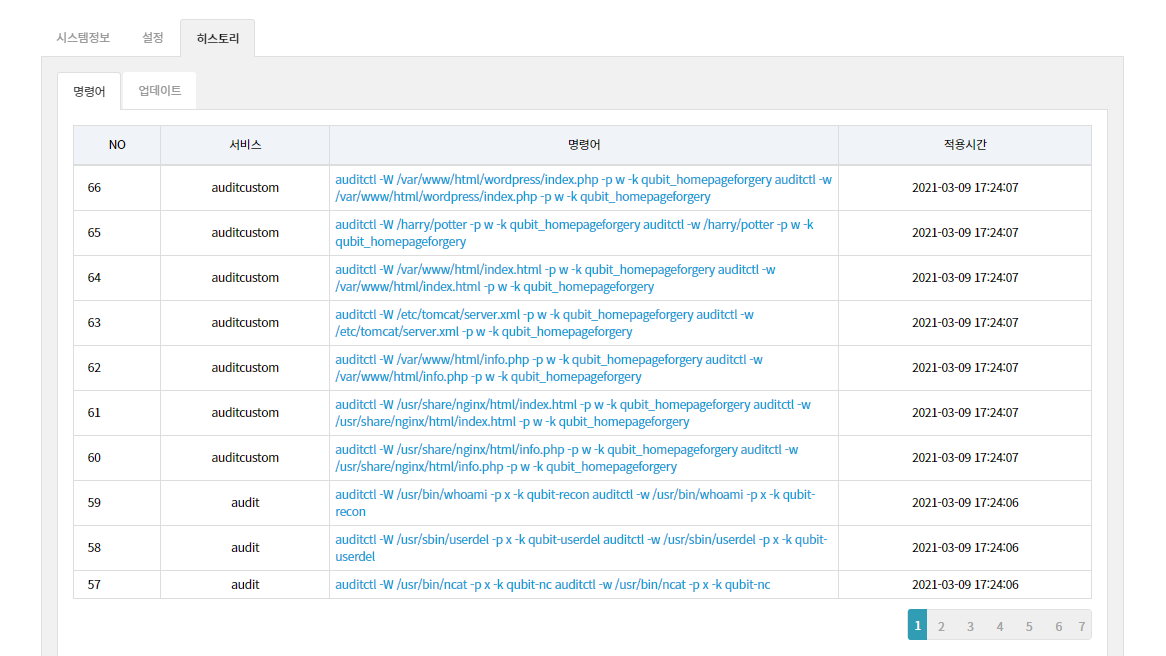 시스템정보 설정 히스토리
명령어 업데이트
NO 서비스 명령어 적용시간
66 auditcustom auditctl -W /var/www/html/wordpress/index.php -p w -k qubit_homepageforgery auditctl -w 2021-03-09 17:24:07
/var/www/html/wordpress/index.php -p w -k qubit_homepageforgery
65 auditcustom auditctl -W /harry/potter -p w -k qubit_homepageforgery auditctl -w /harry/potter -p w -k 2021-03-09 17:24:07
qubit_homepageforgery
64 auditcustom auditctl -W /var/www/html/index.html -p w -k qubit_homepageforgery auditctl -w 2021-03-09 17:24:07
/var/www/html/index.html -p w -k qubit_homepageforgery
63 auditcustom auditctl -W /etc/tomcat/server.xml -p w -k qubit_homepageforgery auditctl -w 2021-03-09 17:24:07
/etc/tomcat/server.xml -p w -k qubit_homepageforgery
62 auditcustom auditctl -W /var/www/html/info.php -p w -k qubit_homepageforgery auditctl -w 2021-03-09 17:24:07
/var/www/html/info.php -p w -k qubit_homepageforgery
61 auditcustom auditctl -W /usr/share/nginx/html/index.html -p w -k qubit_homepageforgery auditctl -w 2021-03-09 17:24:07
/usr/share/nginx/html/index.html -p w -k qubit_homepageforgery
60 auditcustom auditctl -W /usr/share/nginx/html/info.php -p w -k qubit_homepageforgery auditctl -w 2021-03-09 17:24:07
/usr/share/nginx/html/info.php -p w -k qubit_homepageforgery
59 audit auditctl -W /usr/bin/whoami -p x -k qubit-recon auditctl -w /usr/bin/whoami -p x -k qubit- 2021-03-09 17:24:06
recon
58 audit auditctl -W /usr/sbin/userdel -p x -k qubit-userdel auditctl -w /usr/sbin/userdel -p x -k qubit- 2021-03-09 17:24:06
userdel
57 audit auditctl -W /usr/bin/ncat -p x -k qubit-nc auditctl -w /usr/bin/ncat -p x -k qubit-nc 2021-03-09 17:24:06
1 2 3 4 5 6 7